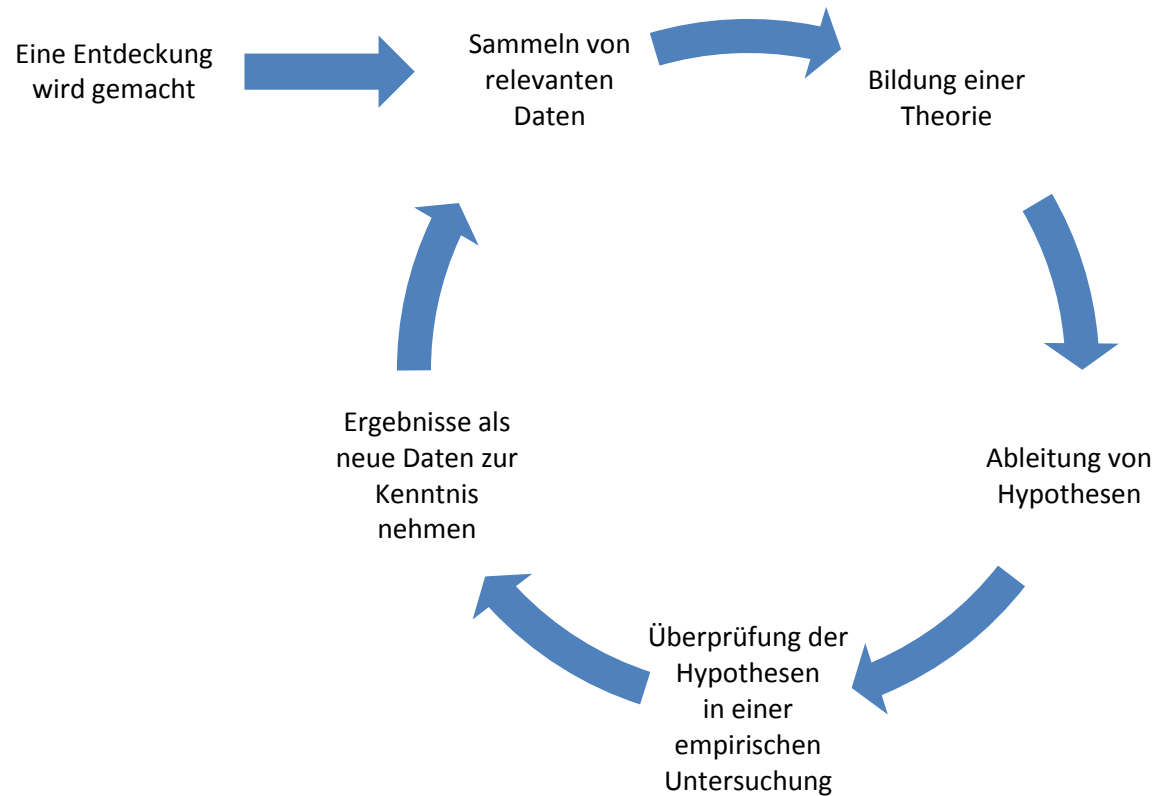 Eine Entdeckung
wird gemacht
Sammeln von
relevanten
Daten
Bildung einer
Theorie
Ableitung von
Hypothesen
Überprüfung der
Hypothesen
in einer
empirischen
Untersuchung
Ergebnisse als
neue Daten zur
Kenntnis
nehmen